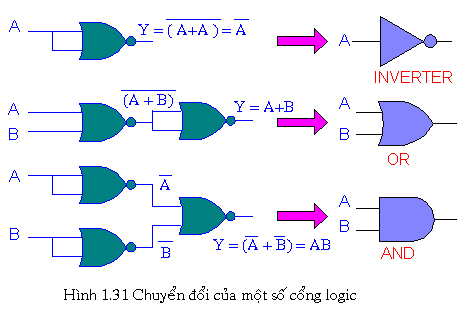 A
Y = (̅ ̅A̅+̅A̅ ̅)̅ = A̅
A
INVERTER
A
B
(̅A̅ ̅+̅ ̅B̅)̅
Y = A+B
A
B
OR
A
A̅
B
B̅
Y = (A̅ + B̅) = AB
A
B
AND
Hình 1.31 Chuyển đổi của một số cổng logic